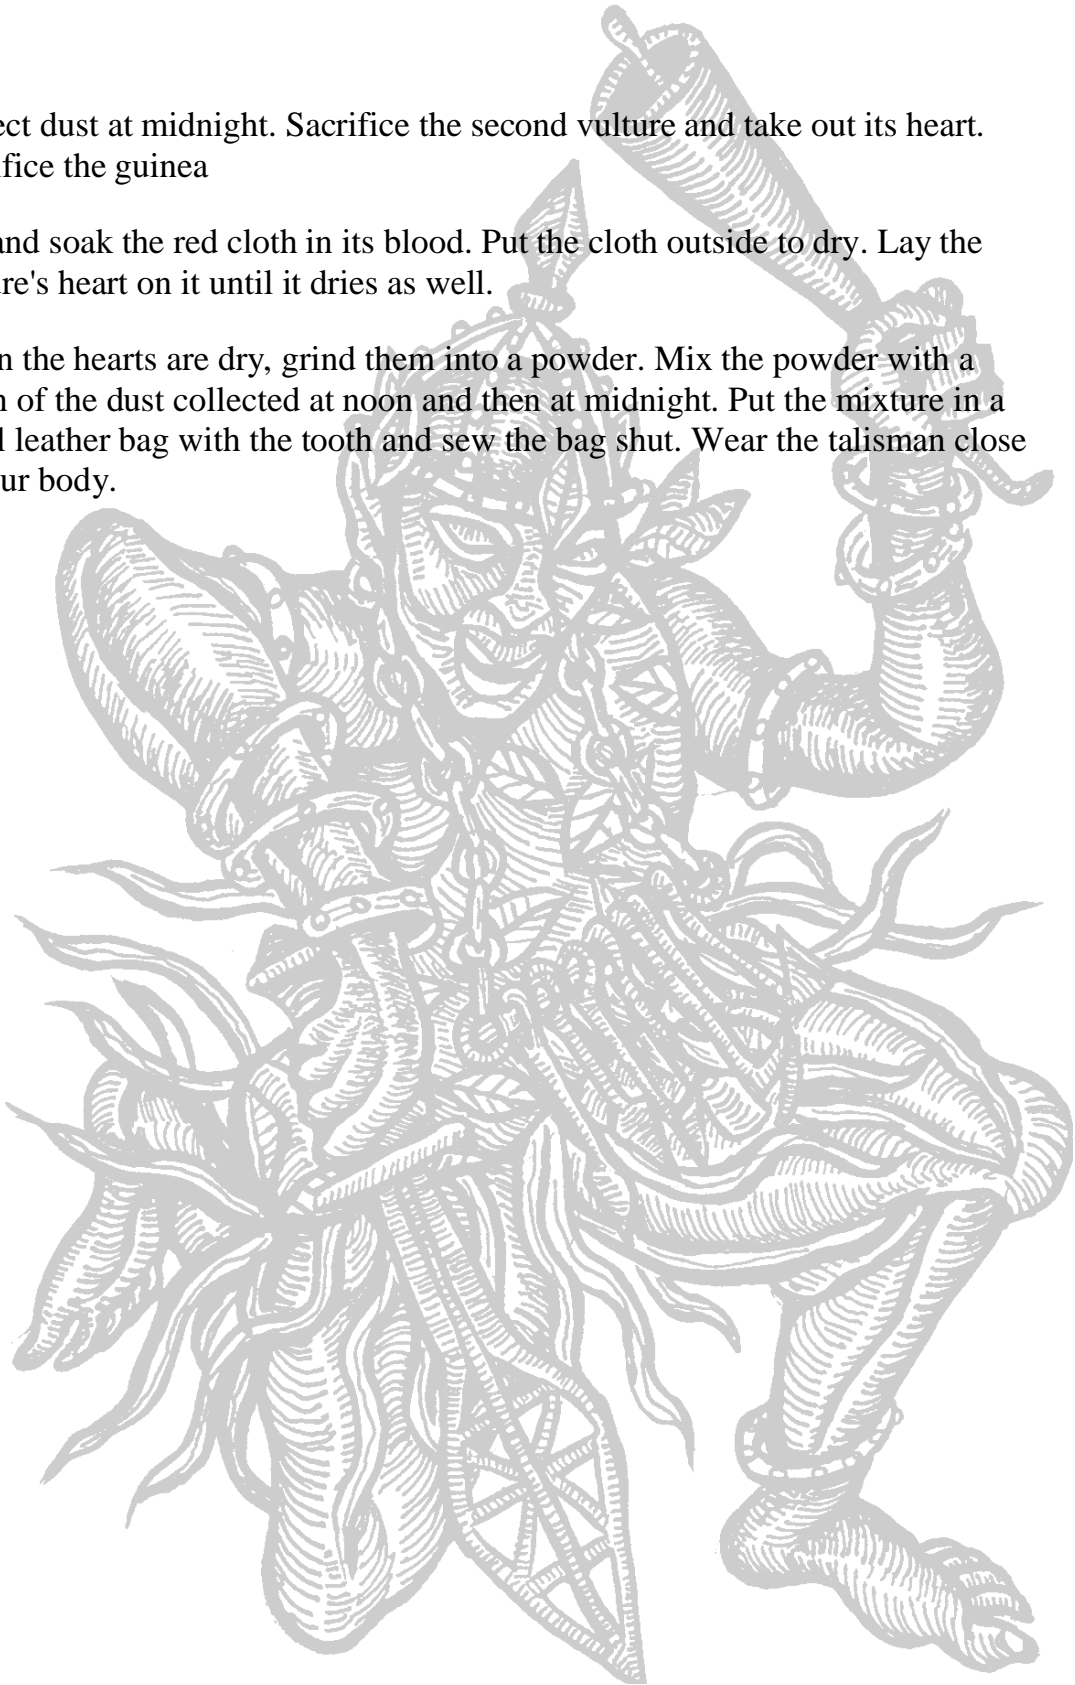 ect dust at midnight. Sacrifice the second vulture and take out its heart.
ifice the guinea
and soak the red cloth in its blood. Put the cloth outside to dry. Lay the
ure's heart on it until it dries as well.
n the hearts are dry, grind them into a powder. Mix the powder with a
h of the dust collected at noon and then at midnight. Put the mixture in a
l leather bag with the tooth and sew the bag shut. Wear the talisman close
ur body.